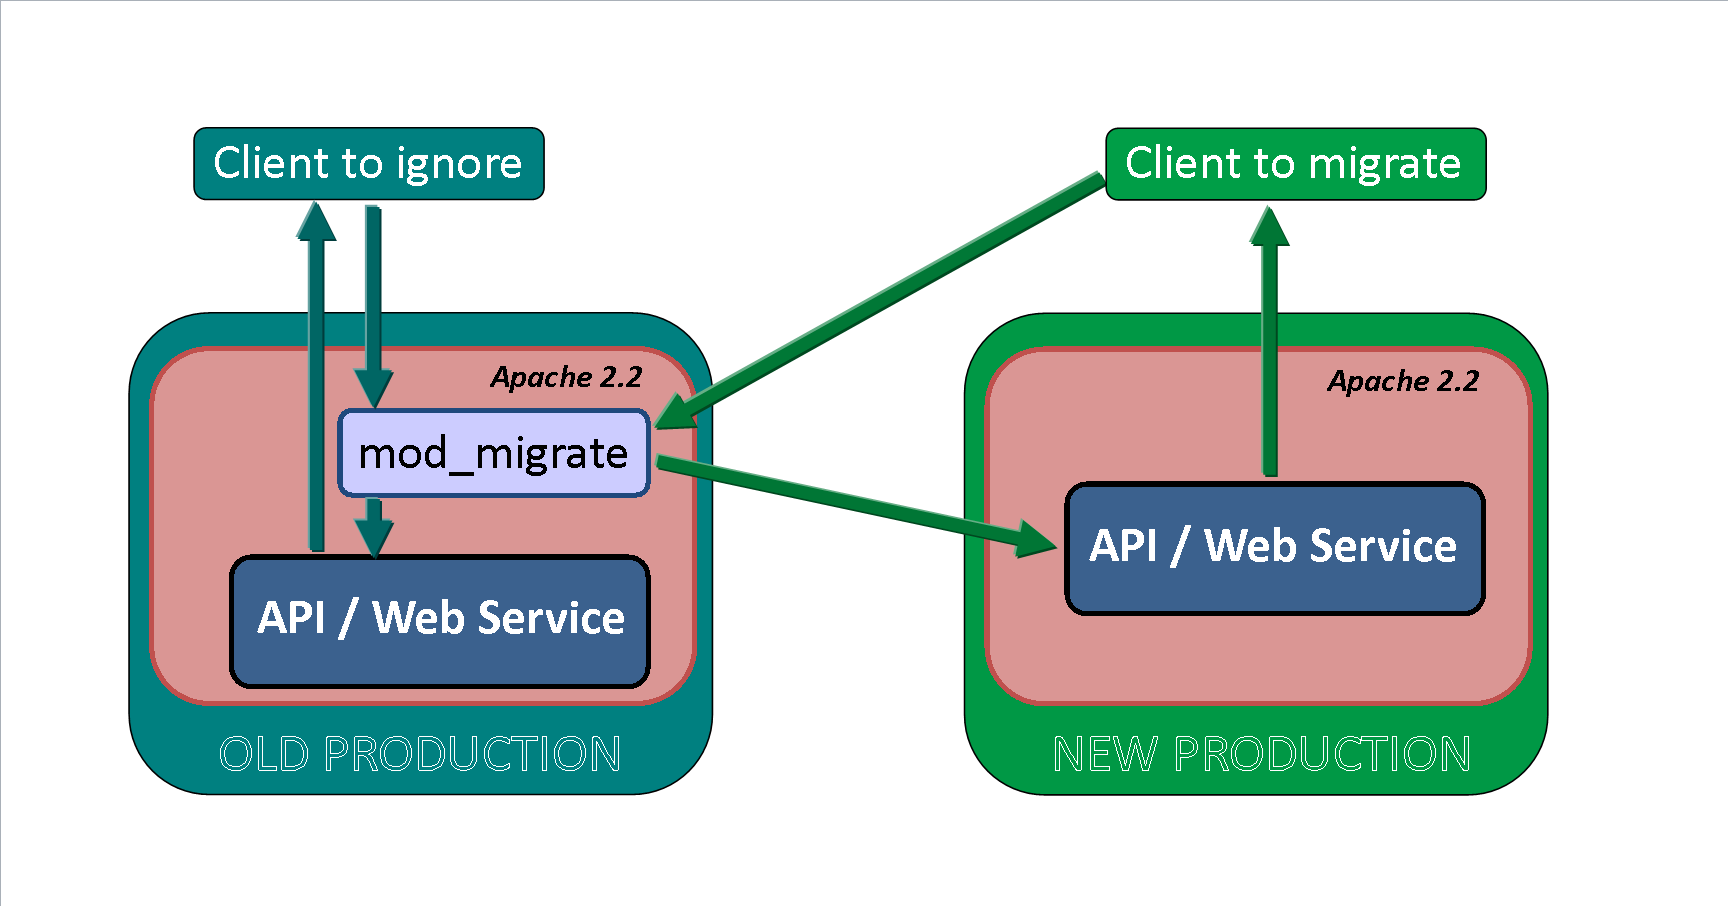 Client to ignore
Client to migrate
Apache 2.2
Apache 2.2
mod_migrate
API / Web Service
API / Web Service
OLD PRODUCTION
NEW PRODUCTION